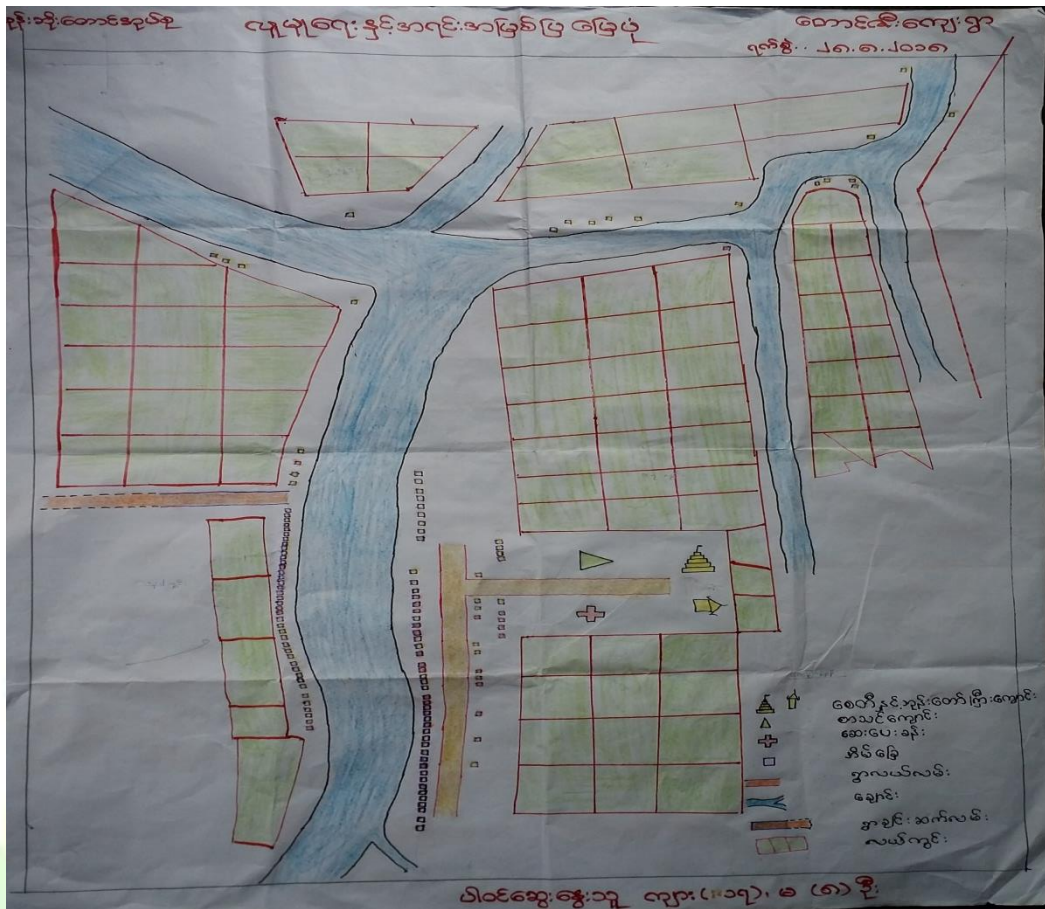 ဖုန်းဘိုးတောင်အုပ်စု လူမှုရေးနှင့်အရင်းအမြစ်ပြမြေပုံ တောင်သီးကျေးရွာ
ရက်စွဲ.. ၂၈.၈.၂၀၁၈
စေတီနှင့်ဘုန်းတော်ကြီးကျောင်း
စာသင်ကျောင်း
ဆေးပေးခန်း
အိမ်ခြေ
ရွာလယ်လမ်း
ချောင်း
ရွာချင်းဆက်လမ်း
လယ်ကွင်း
ပါဝင်ဆွေးနွေးသူ ကျား (၁၇)၊ မ (၈) ဦး